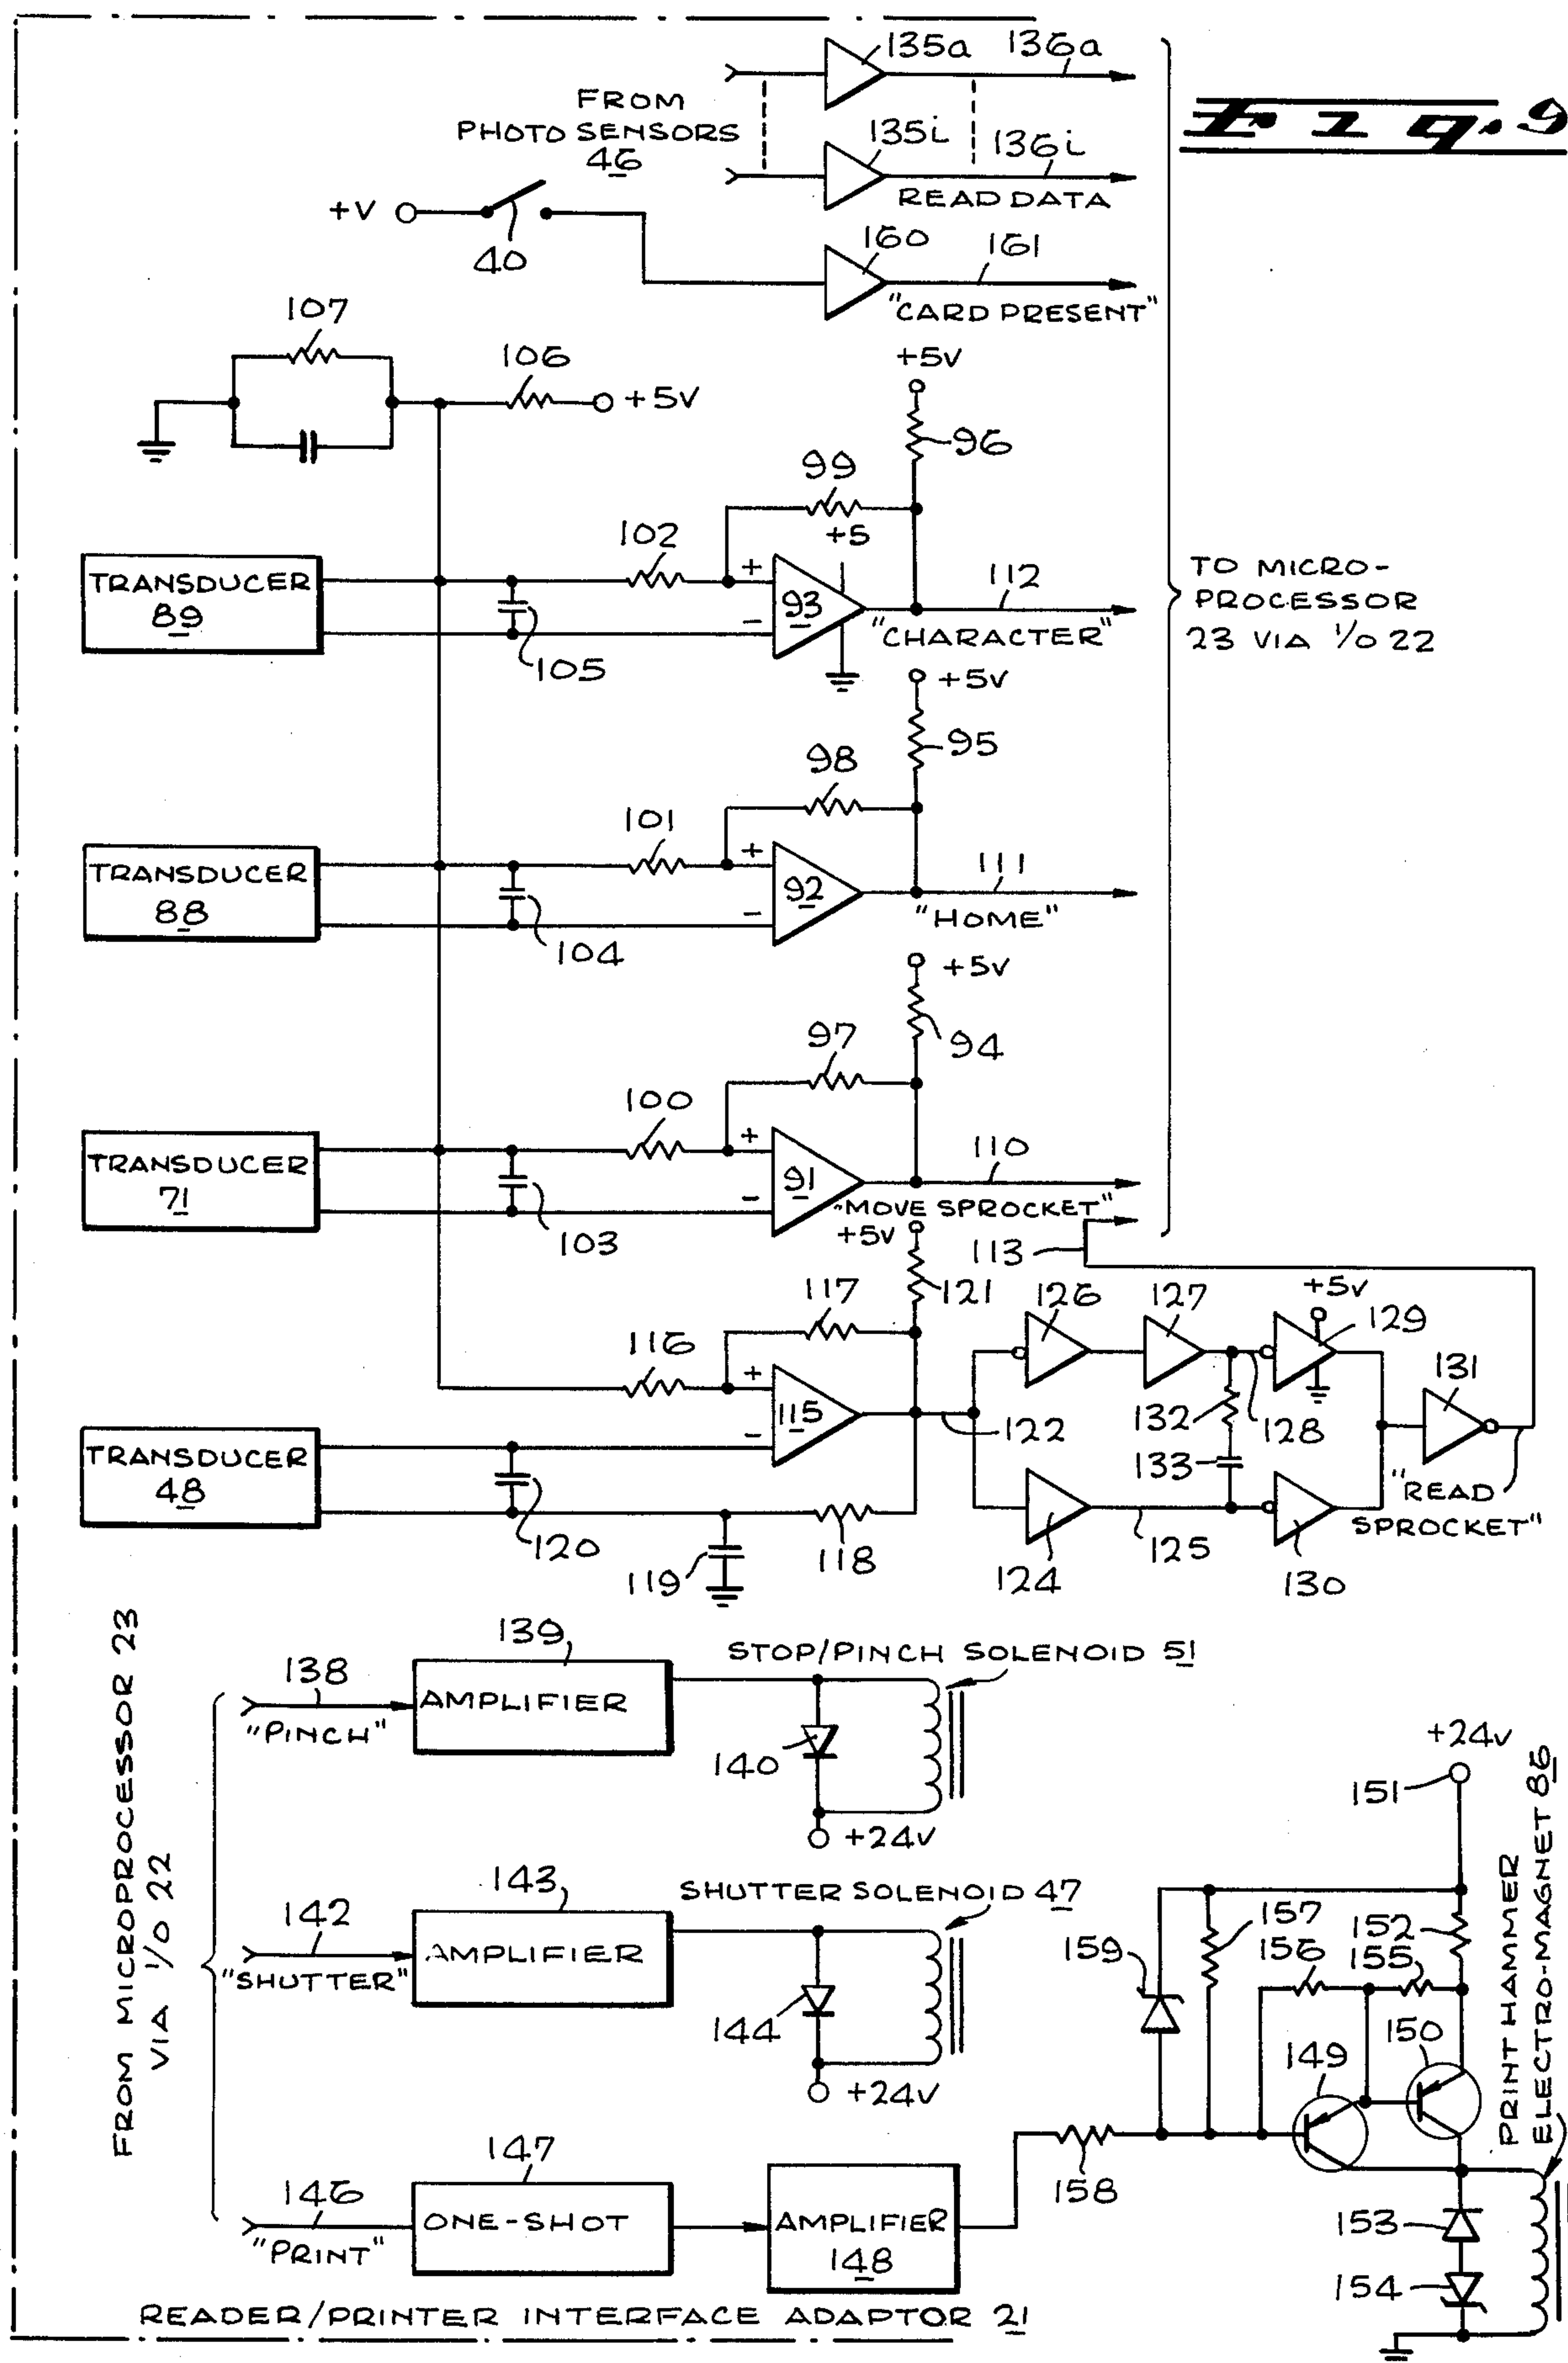 135a
136a
Fig. 9
FROM
PHOTO SENSORS
46
135i
136i
READ DATA
+V
40
160
161
"CARD PRESENT"
107
106
+5V
+5V
96
99
+5
102
TRANSDUCER
89
+
93
-
112
"CHARACTER"
105
TO MICRO-
PROCESSOR
23 VIA I/O 22
+5V
95
98
101
TRANSDUCER
88
+
92
-
111
"HOME"
104
+5V
94
97
100
TRANSDUCER
71
+
91
-
110
"MOVE SPROCKET"
103
+5V
113
121
117
116
126
127
+5V
129
131
+
115
-
122
132
128
133
TRANSDUCER
48
"READ
SPROCKET"
120
119
118
124
125
130
FROM MICROPROCESSOR 23
VIA I/O 22
138
"PINCH"
139
AMPLIFIER
STOP/PINCH SOLENOID 51
140
+24V
142
"SHUTTER"
143
AMPLIFIER
SHUTTER SOLENOID 47
144
+24V
+24V
151
PRINT HAMMER
ELECTRO-MAGNET 86
157
152
159
156
155
149
150
146
"PRINT"
147
ONE-SHOT
AMPLIFIER
148
158
153
154
READER/PRINTER INTERFACE ADAPTOR 21